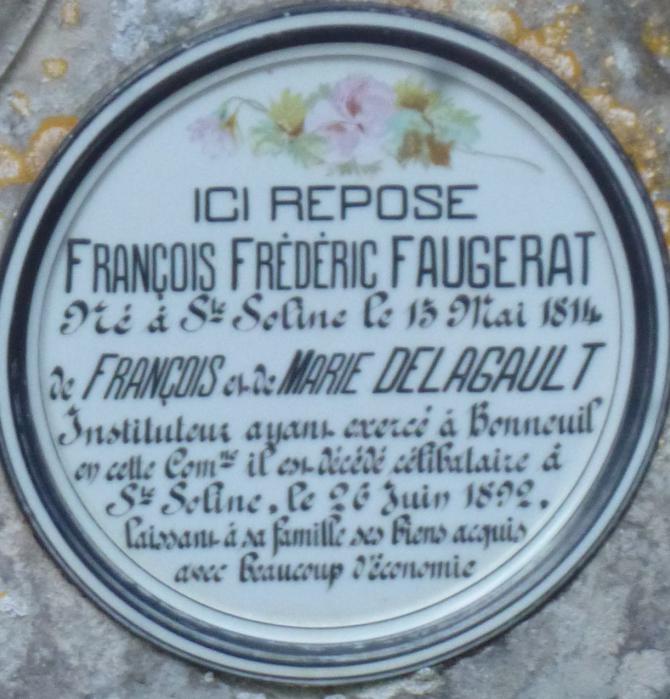 ICI REPOSE
FRANÇOIS FRÉDÉRIC FAUGERAT
Né à Ste Soline le 15 Mai 1814
de FRANÇOIS et de MARIE DELAGAULT
Instituteur ayant exercé à Bonneuil
en cette Comne il est décédé célibataire à
Ste Soline, le 26 Juin 1892,
laissant à sa famille ses biens acquis
avec beaucoup d'économie